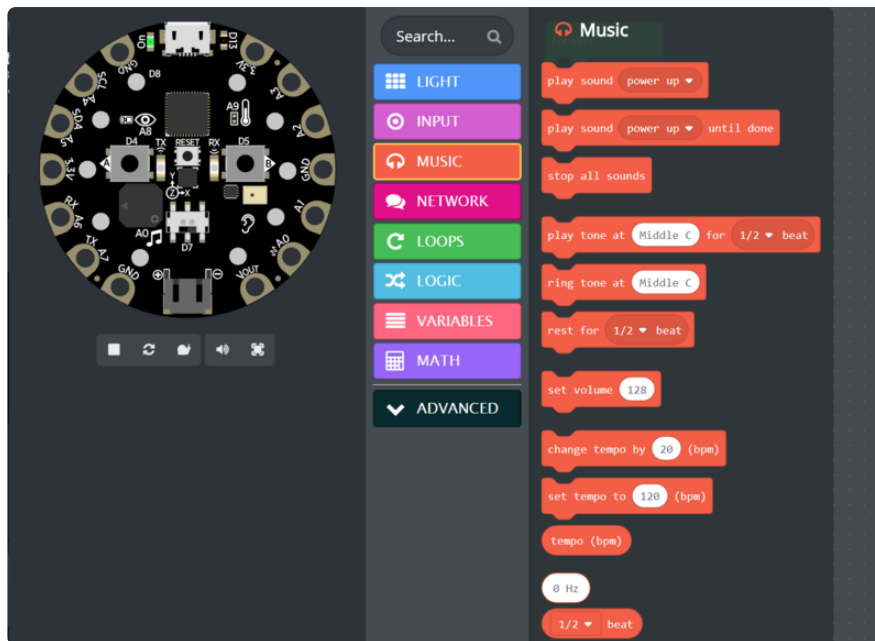 On
D13
GND
3.3V
SCL
A4
D8
A3
SDA
A5
A8
A9
A2
D4
TX
RESET
RX
D5
A
B
3.3V
GND
Y
Z
X
RX
A6
A1
A0
D7
TX
A7
A0
GND
VOUT
Search...
LIGHT
INPUT
MUSIC
NETWORK
LOOPS
LOGIC
VARIABLES
MATH
ADVANCED
Music
play sound power up
play sound power up until done
stop all sounds
play tone at Middle C for 1/2 beat
ring tone at Middle C
rest for 1/2 beat
set volume 128
change tempo by 20 (bpm)
set tempo to 120 (bpm)
tempo (bpm)
0 Hz
1/2 beat